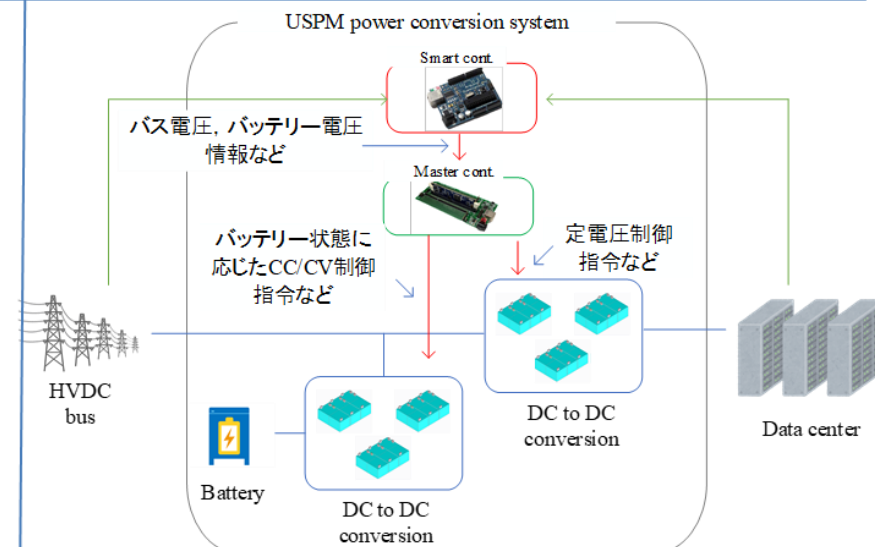 USPM power conversion system
Smart cont.
バス電圧，バッテリー電圧
情報など
Master cont.
バッテリー状態に
応じたCC/CV制御
指令など
定電圧制御
指令など
HVDC
bus
DC to DC
conversion
Data center
Battery
DC to DC
conversion